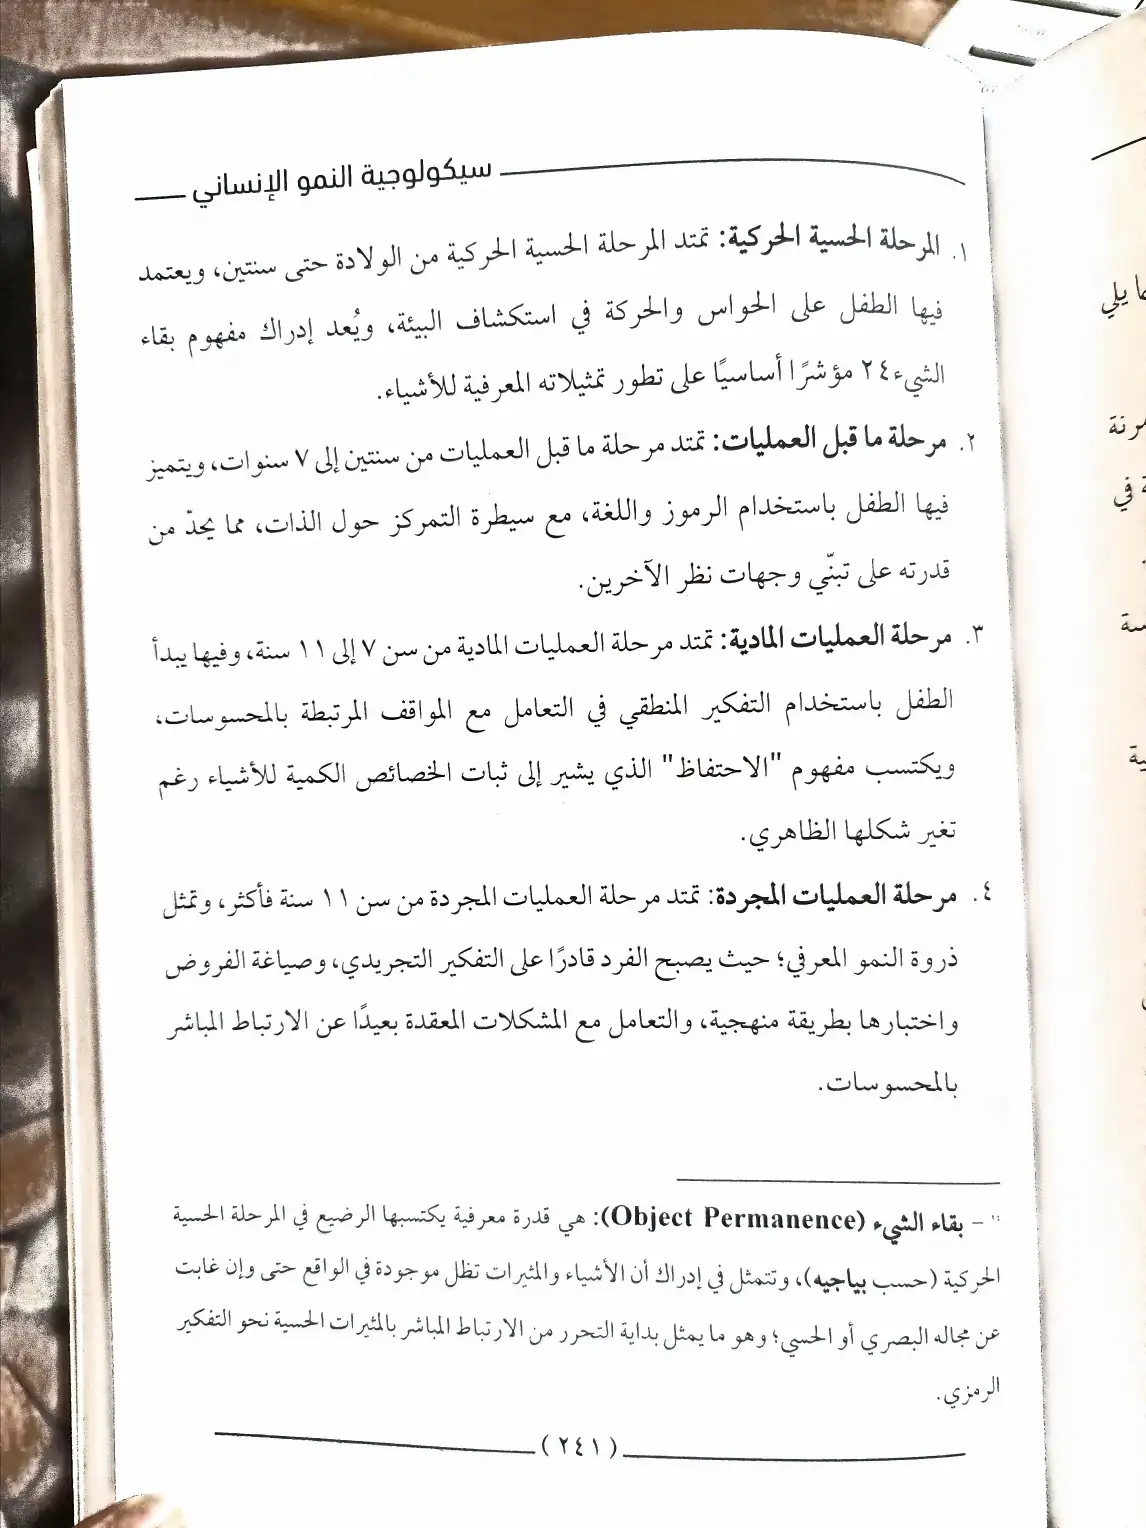 سيكولوجية النمو الإنساني
١. المرحلة الحسية الحركية: تمتد المرحلة الحسية الحركية من الولادة حتى سنتين، ويعتمد
فيها الطفل على الحواس والحركة في استكشاف البيئة، ويُعد إدراك مفهوم بقاء
الشيء٢٤ مؤشرًا أساسيًا على تطور تمثيلاته المعرفية للأشياء.
٢. مرحلة ما قبل العمليات: تمتد مرحلة ما قبل العمليات من سنتين إلى ٧ سنوات، ويتميز
فيها الطفل باستخدام الرموز واللغة، مع سيطرة التمركز حول الذات، مما يحدّ من
قدرته على تبنّي وجهات نظر الآخرين.
٣. مرحلة العمليات المادية: تمتد مرحلة العمليات المادية من سن ٧ إلى ١١ سنة، وفيها يبدأ
الطفل باستخدام التفكير المنطقي في التعامل مع المواقف المرتبطة بالمحسوسات،
ويكتسب مفهوم "الاحتفاظ" الذي يشير إلى ثبات الخصائص الكمية للأشياء رغم
تغير شكلها الظاهري.
٤. مرحلة العمليات المجردة: تمتد مرحلة العمليات المجردة من سن ١١ سنة فأكثر، وتمثل
ذروة النمو المعرفي؛ حيث يصبح الفرد قادرًا على التفكير التجريدي، وصياغة الفروض
واختبارها بطريقة منهجية، والتعامل مع المشكلات المعقدة بعيدًا عن الارتباط المباشر
بالمحسوسات.
– بقاء الشيء (Object Permanence): هي قدرة معرفية يكتسبها الرضيع في المرحلة الحسية
الحركية (حسب بياجيه)، وتتمثل في إدراك أن الأشياء والمثيرات تظل موجودة في الواقع حتى وإن غابت
عن مجاله البصري أو الحسي؛ وهو ما يمثل بداية التحرر من الارتباط المباشر بالمثيرات الحسية نحو التفكير
الرمزي.
(٢٤١)
ما يلي